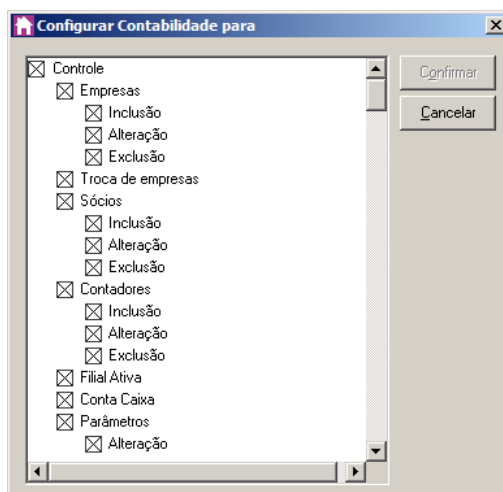 Configurar Contabilidade para
Controle
Empresas
Inclusão
Alteração
Exclusão
Troca de empresas
Sócios
Inclusão
Alteração
Exclusão
Contadores
Inclusão
Alteração
Exclusão
Filial Ativa
Conta Caixa
Parâmetros
Alteração
Confirmar
Cancelar